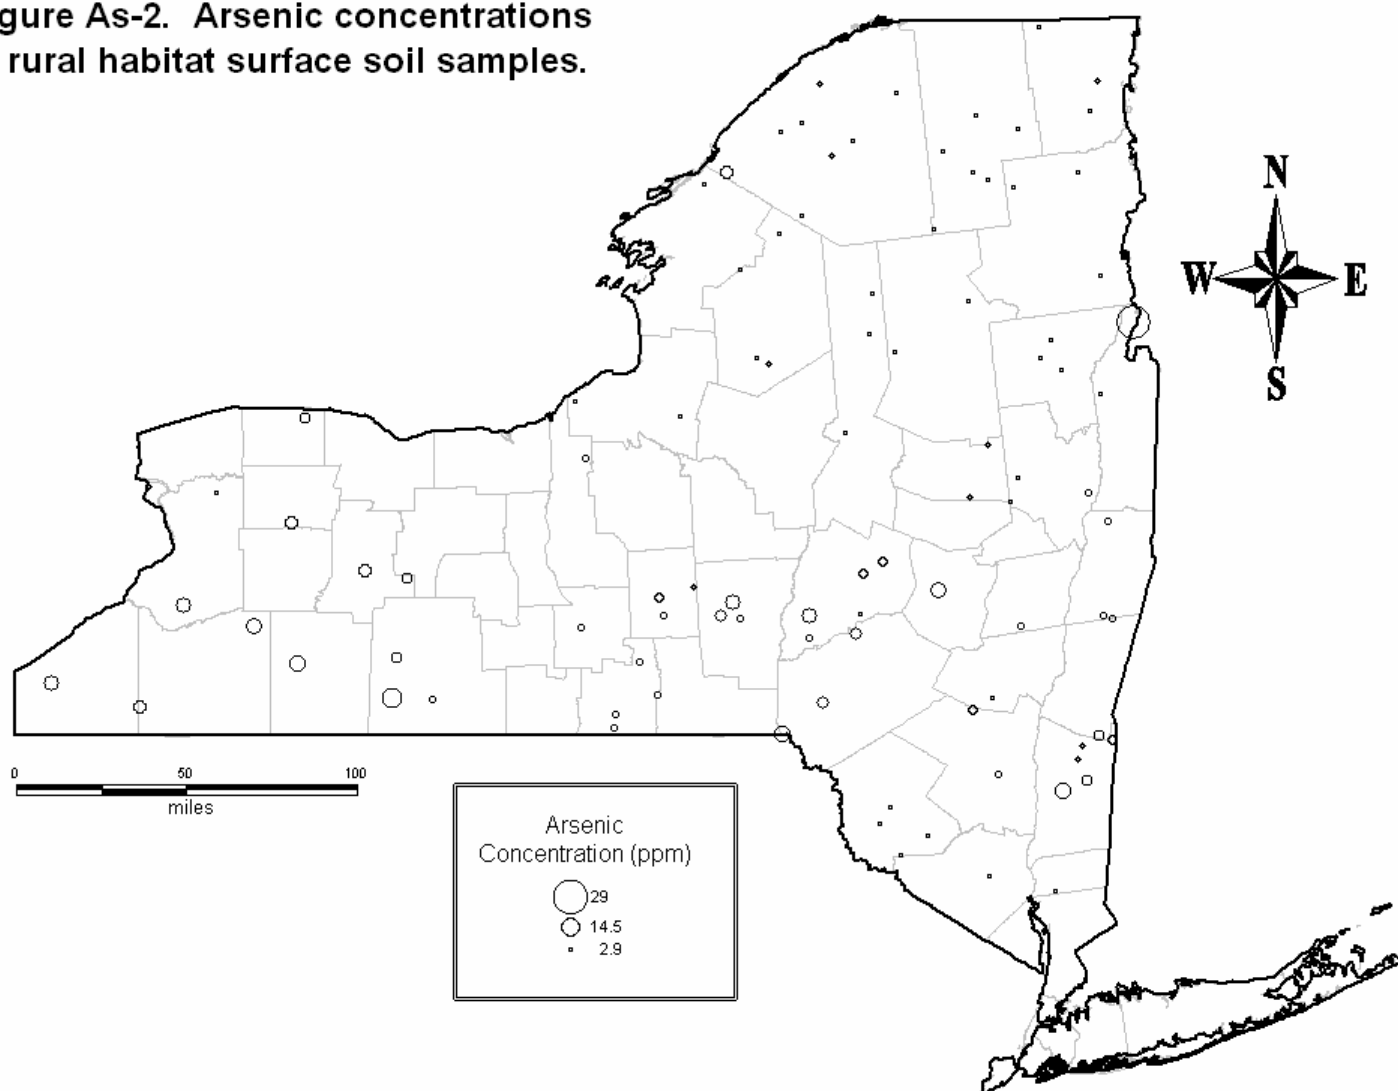 gure As-2. Arsenic concentrations
rural habitat surface soil samples.
N
W
E
S
0 50 100
miles
Arsenic
Concentration (ppm)
29
14.5
2.9